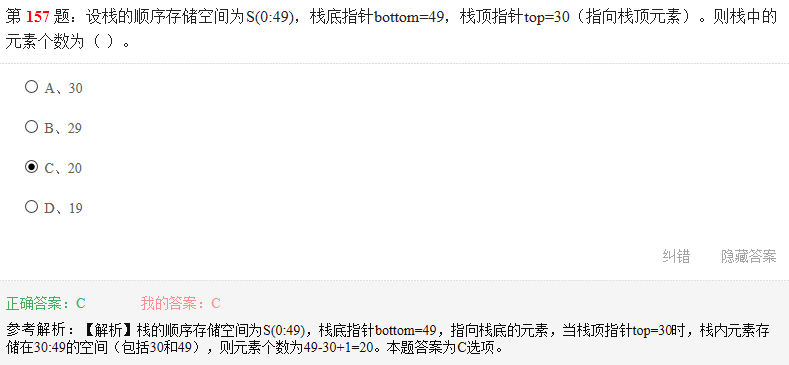 第 157 题：设栈的顺序存储空间为S(0:49)，栈底指针bottom=49，栈顶指针top=30（指向栈顶元素）。则栈中的
元素个数为（ ）。
A、30
B、29
C、20
D、19
纠错 隐藏答案
正确答案：C 我的答案：C
参考解析：【解析】栈的顺序存储空间为S(0:49)，栈底指针bottom=49，指向栈底的元素，当栈顶指针top=30时，栈内元素存
储在30:49的空间（包括30和49），则元素个数为49-30+1=20。本题答案为C选项。